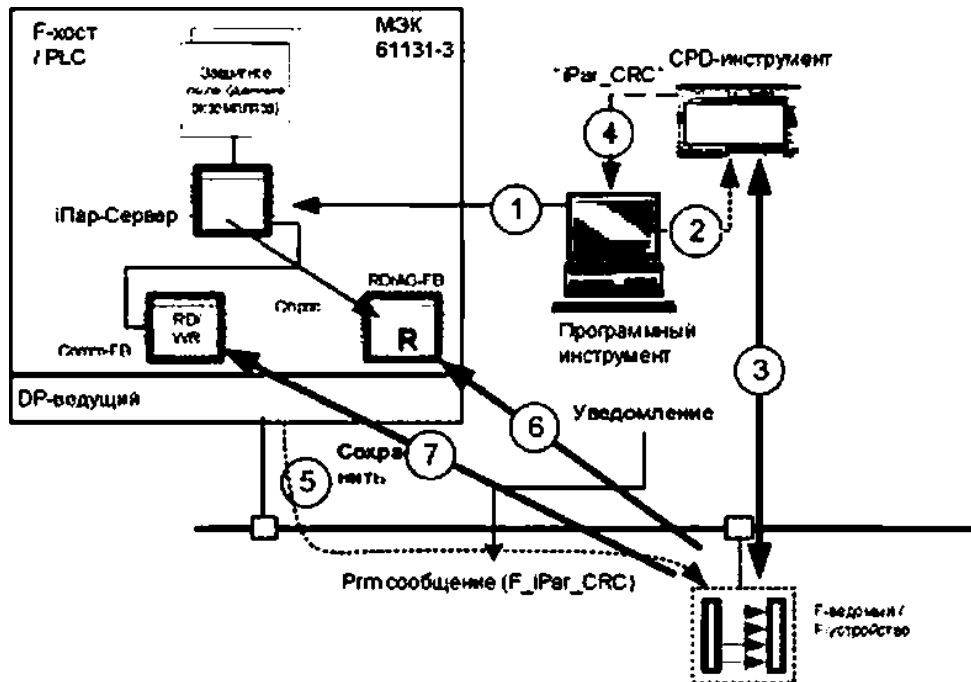 F-хост
/ PLC
МЭК
61131-3
CPD-инструмент
"iPar_CRC"
4
1
2
iПар-Сервер
RDIAG-FB
RD/
WR
R
Comm-FB
Программный
инструмент
3
DP-ведущий
Уведомление
6
7
Сохра
нить
5
Prm сообщение (F_iPar_CRC)
F-ведомый /
F-устройство